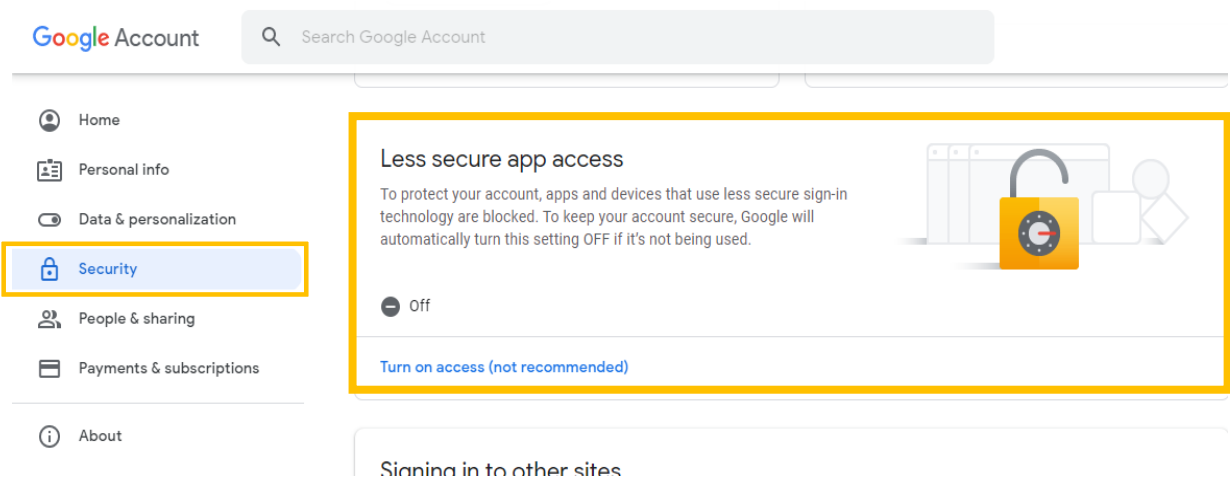 Google Account
Search Google Account
Home
Personal info
Data & personalization
Security
People & sharing
Payments & subscriptions
About
Less secure app access
To protect your account, apps and devices that use less secure sign-in
technology are blocked. To keep your account secure, Google will
automatically turn this setting OFF if it's not being used.
Off
Turn on access (not recommended)
Signing in to other sites